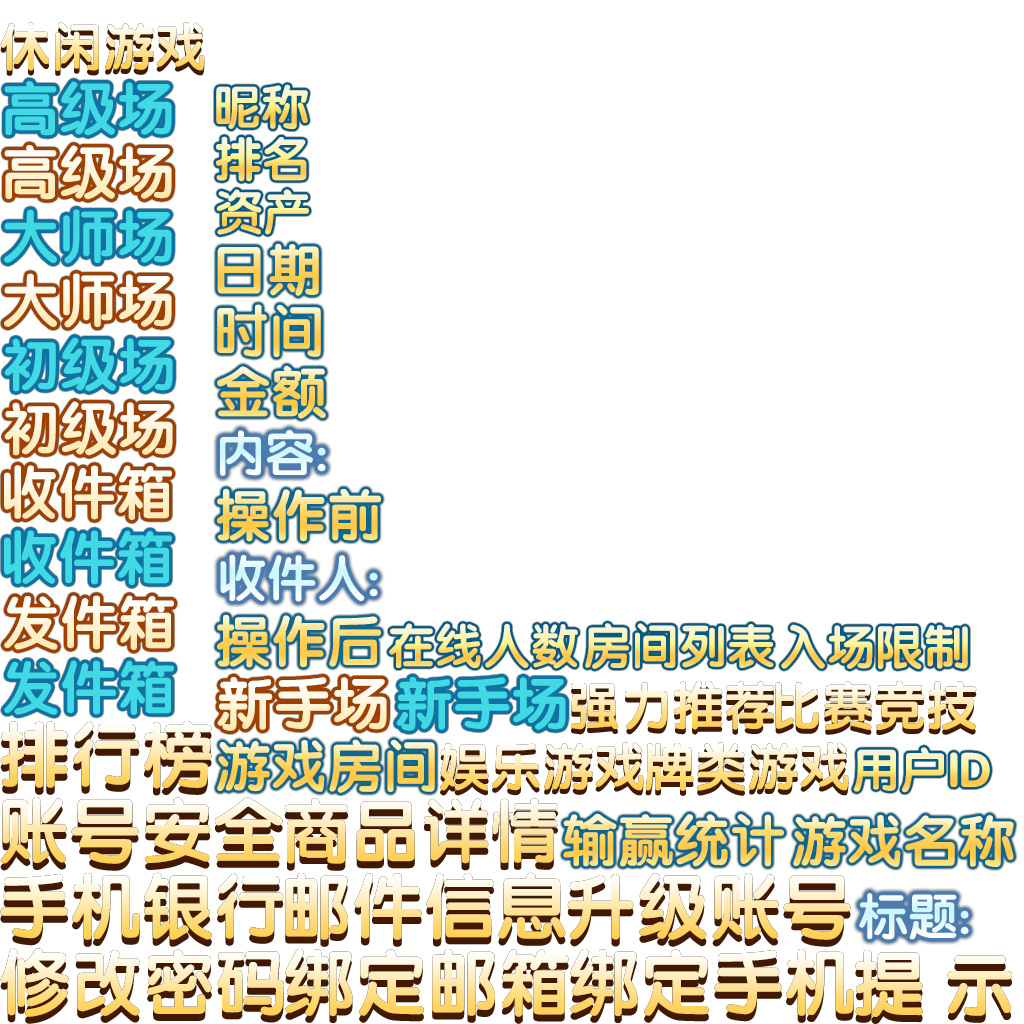 休闲游戏
高级场
昵称
高级场
排名
大师场
资产
大师场
日期
初级场
时间
初级场
金额
收件箱
内容:
收件箱
操作前
发件箱
收件人:
发件箱
操作后 在线人数 房间列表 入场限制
新手场 新手场 强力推荐 比赛竞技
排行榜 游戏房间 娱乐游戏 牌类游戏 用户ID
账号安全 商品详情 输赢统计 游戏名称
手机银行 邮件信息 升级账号 标题:
修改密码 绑定邮箱 绑定手机 提 示